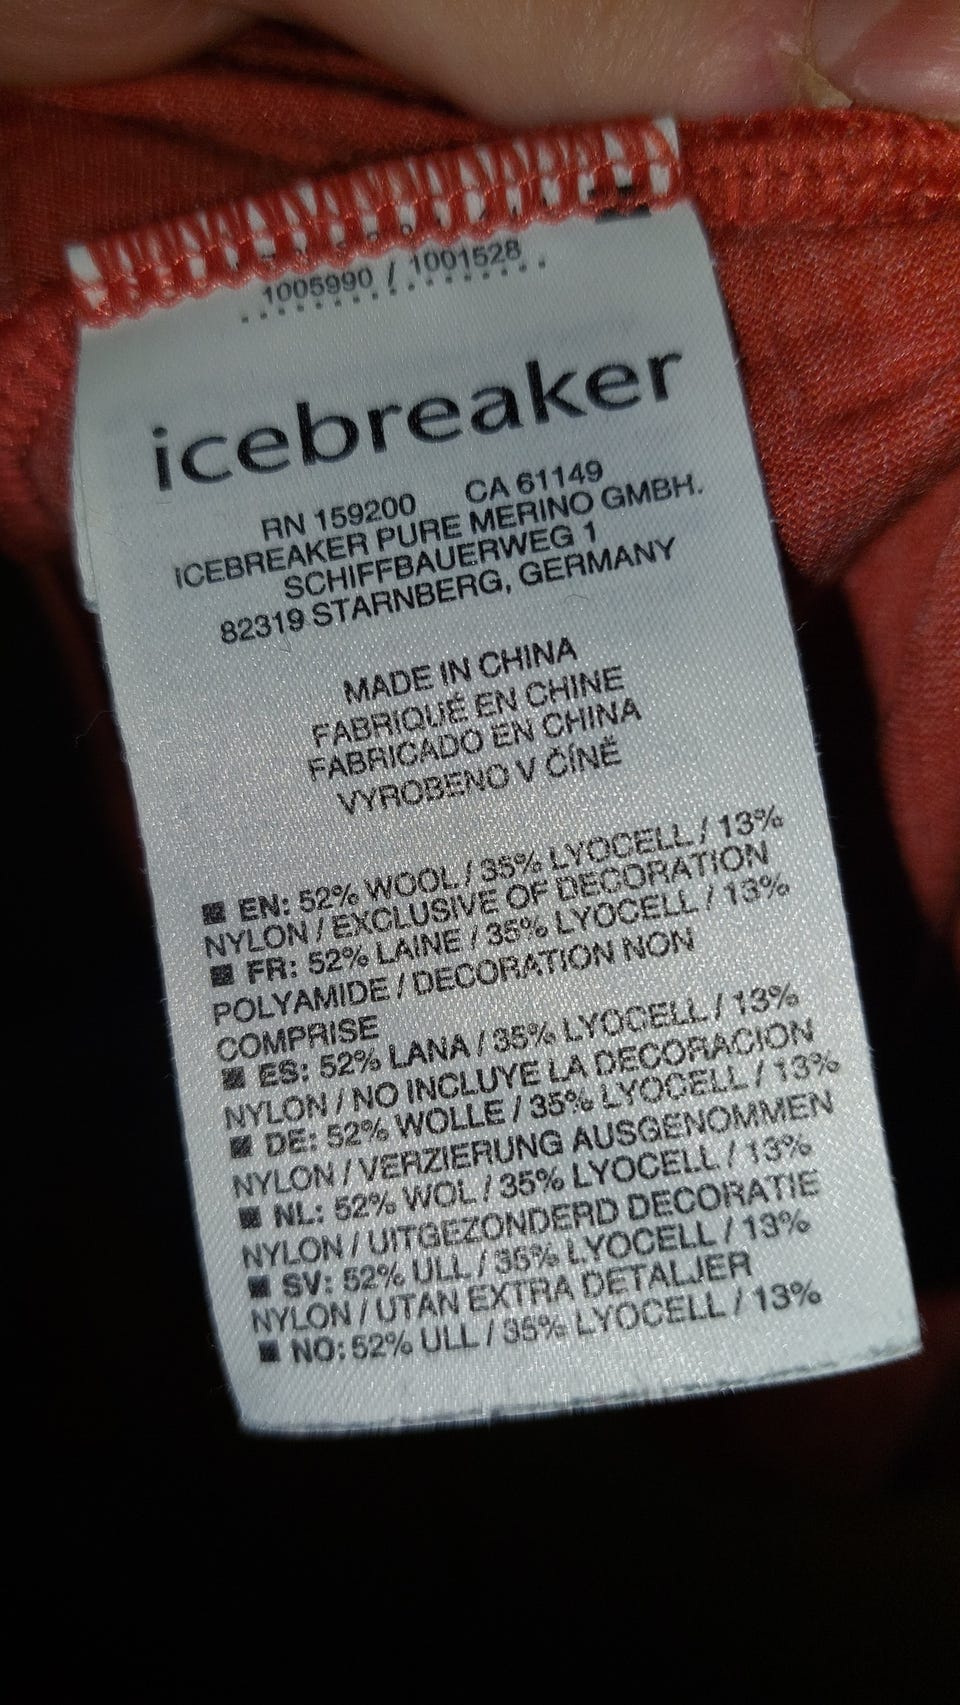 1005990 / 1001528
icebreaker
RN 159200 CA 61149
ICEBREAKER PURE MERINO GMBH.
SCHIFFBAUERWEG 1
82319 STARNBERG, GERMANY
MADE IN CHINA
FABRIQUÉ EN CHINE
FABRICADO EN CHINA
VYROBENO V ČÍNĚ
■ EN: 52% WOOL / 35% LYOCELL / 13%
NYLON / EXCLUSIVE OF DECORATION
■ FR: 52% LAINE / 35% LYOCELL / 13%
POLYAMIDE / DECORATION NON
COMPRISE
■ ES: 52% LANA / 35% LYOCELL / 13%
NYLON / NO INCLUYE LA DECORACION
■ DE: 52% WOLLE / 35% LYOCELL / 13%
NYLON / VERZIERUNG AUSGENOMMEN
■ NL: 52% WOL / 35% LYOCELL / 13%
NYLON / UITGEZONDERD DECORATIE
■ SV: 52% ULL / 35% LYOCELL / 13%
NYLON / UTAN EXTRA DETALJER
■ NO: 52% ULL / 35% LYOCELL / 13%